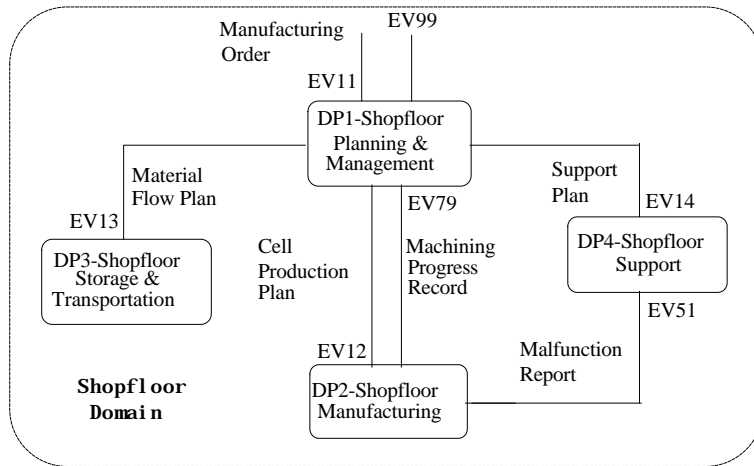 Manufacturing
Order
EV99
EV11
DP1-Shopfloor
Planning &
Management
Material
Flow Plan
EV13
DP3-Shopfloor
Storage &
Transportation
EV79
Cell
Production
Plan
Machining
Progress
Record
Support
Plan
EV14
DP4-Shopfloor
Support
EV51
EV12
DP2-Shopfloor
Manufacturing
Malfunction
Report
Shopfloor
Domain